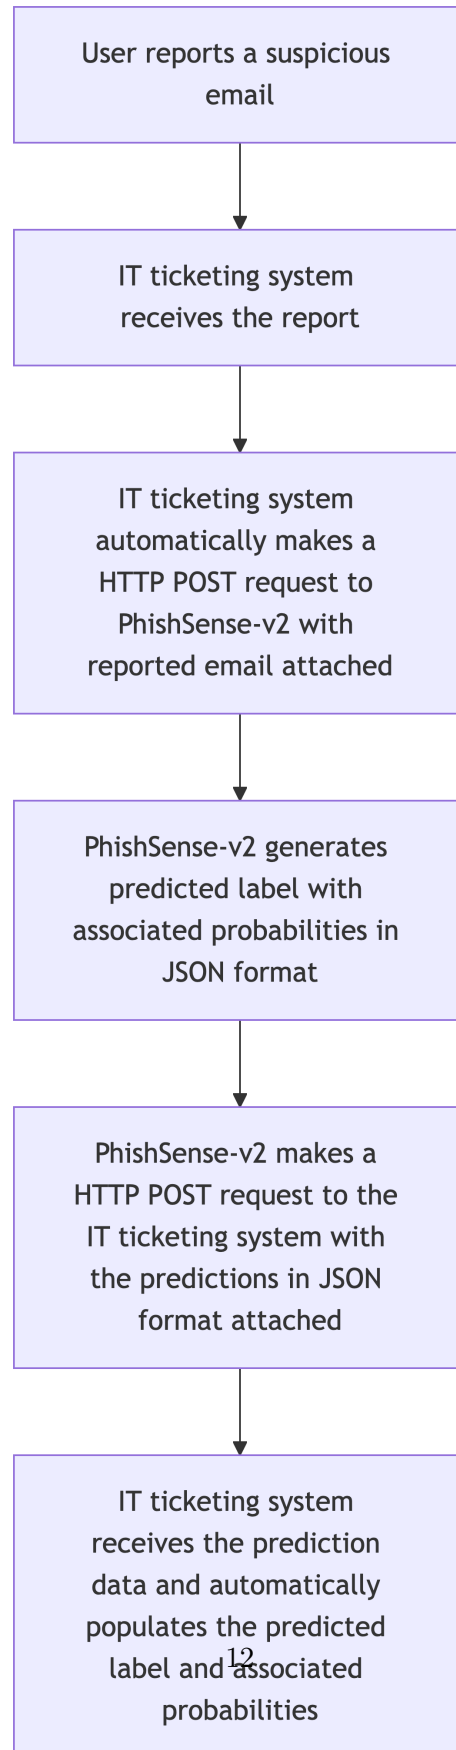 User reports a suspicious
email
IT ticketing system
receives the report
IT ticketing system
automatically makes a
HTTP POST request to
PhishSense-v2 with
reported email attached
PhishSense-v2 generates
predicted label with
associated probabilities in
JSON format
PhishSense-v2 makes a
HTTP POST request to the
IT ticketing system with
the predictions in JSON
format attached
IT ticketing system
receives the prediction
data and automatically
populates the predicted
12
label and associated
probabilities